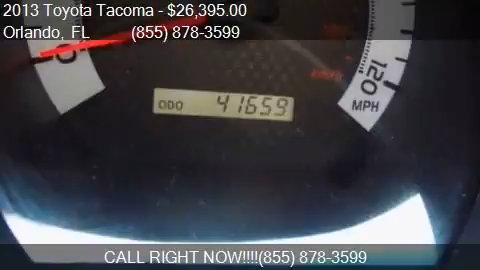 2013 Toyota Tacoma - $26,395.00
Orlando, FL (855) 878-3599
0
120
MPH
ODO 41659
CALL RIGHT NOW!!!!(855) 878-3599